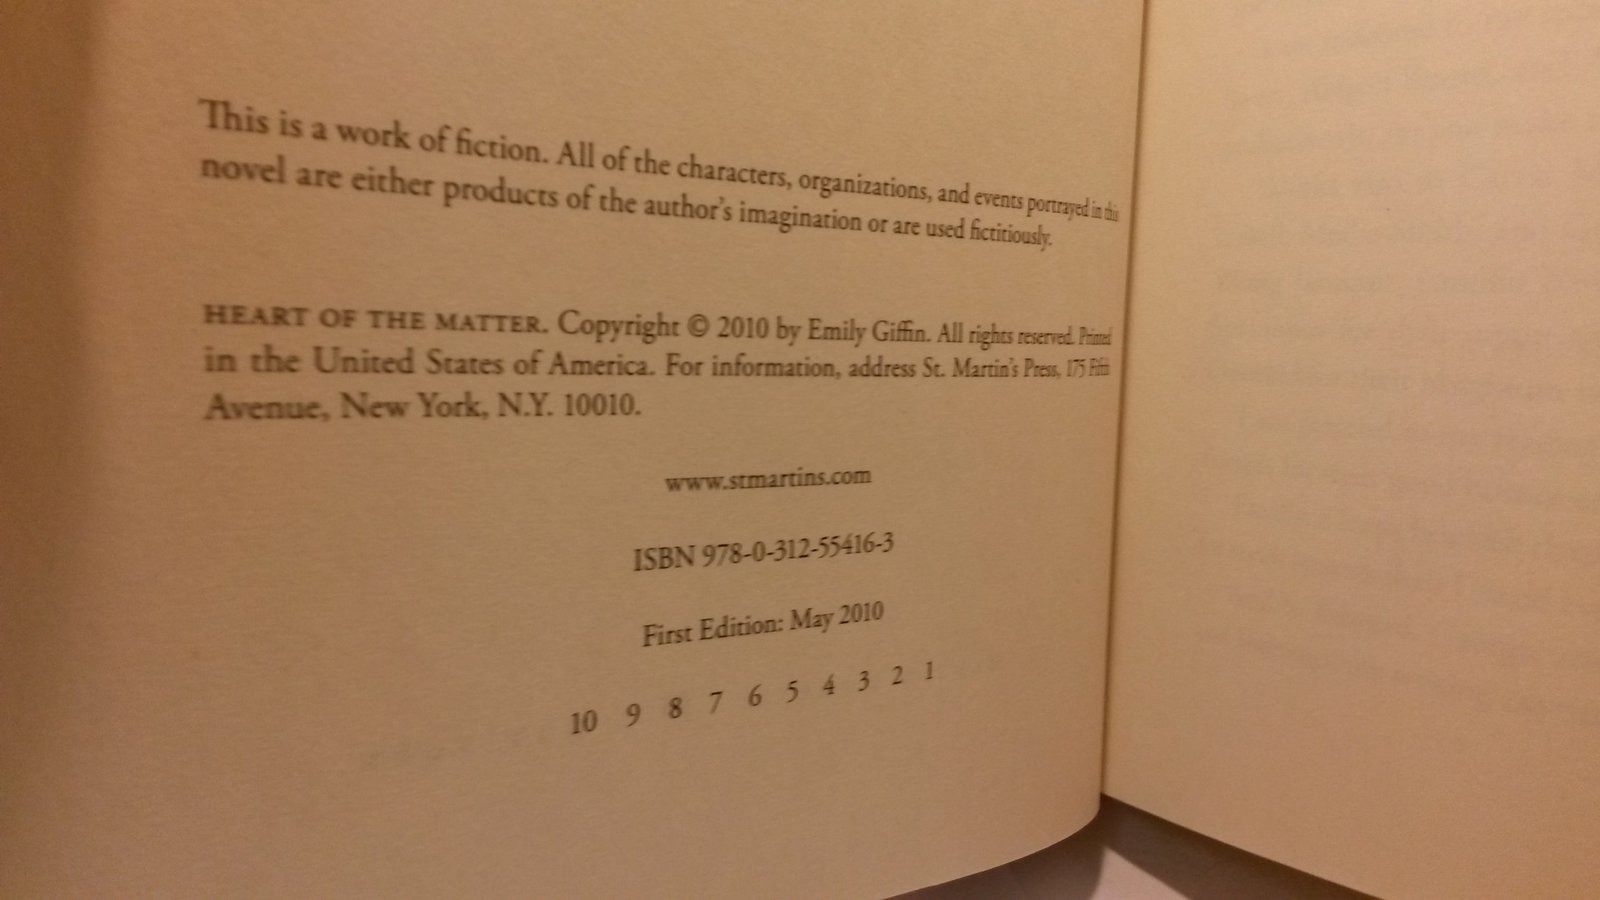 This is a work of fiction. All of the characters, organizations, and events portrayed in this
novel are either products of the author's imagination or are used fictitiously.
HEART OF THE MATTER. Copyright © 2010 by Emily Giffin. All rights reserved. Printed
in the United States of America. For information, address St. Martin's Press, 175 Fifth
Avenue, New York, N.Y. 10010.
www.stmartins.com
ISBN 978-0-312-55416-3
First Edition: May 2010
10 9 8 7 6 5 4 3 2 1